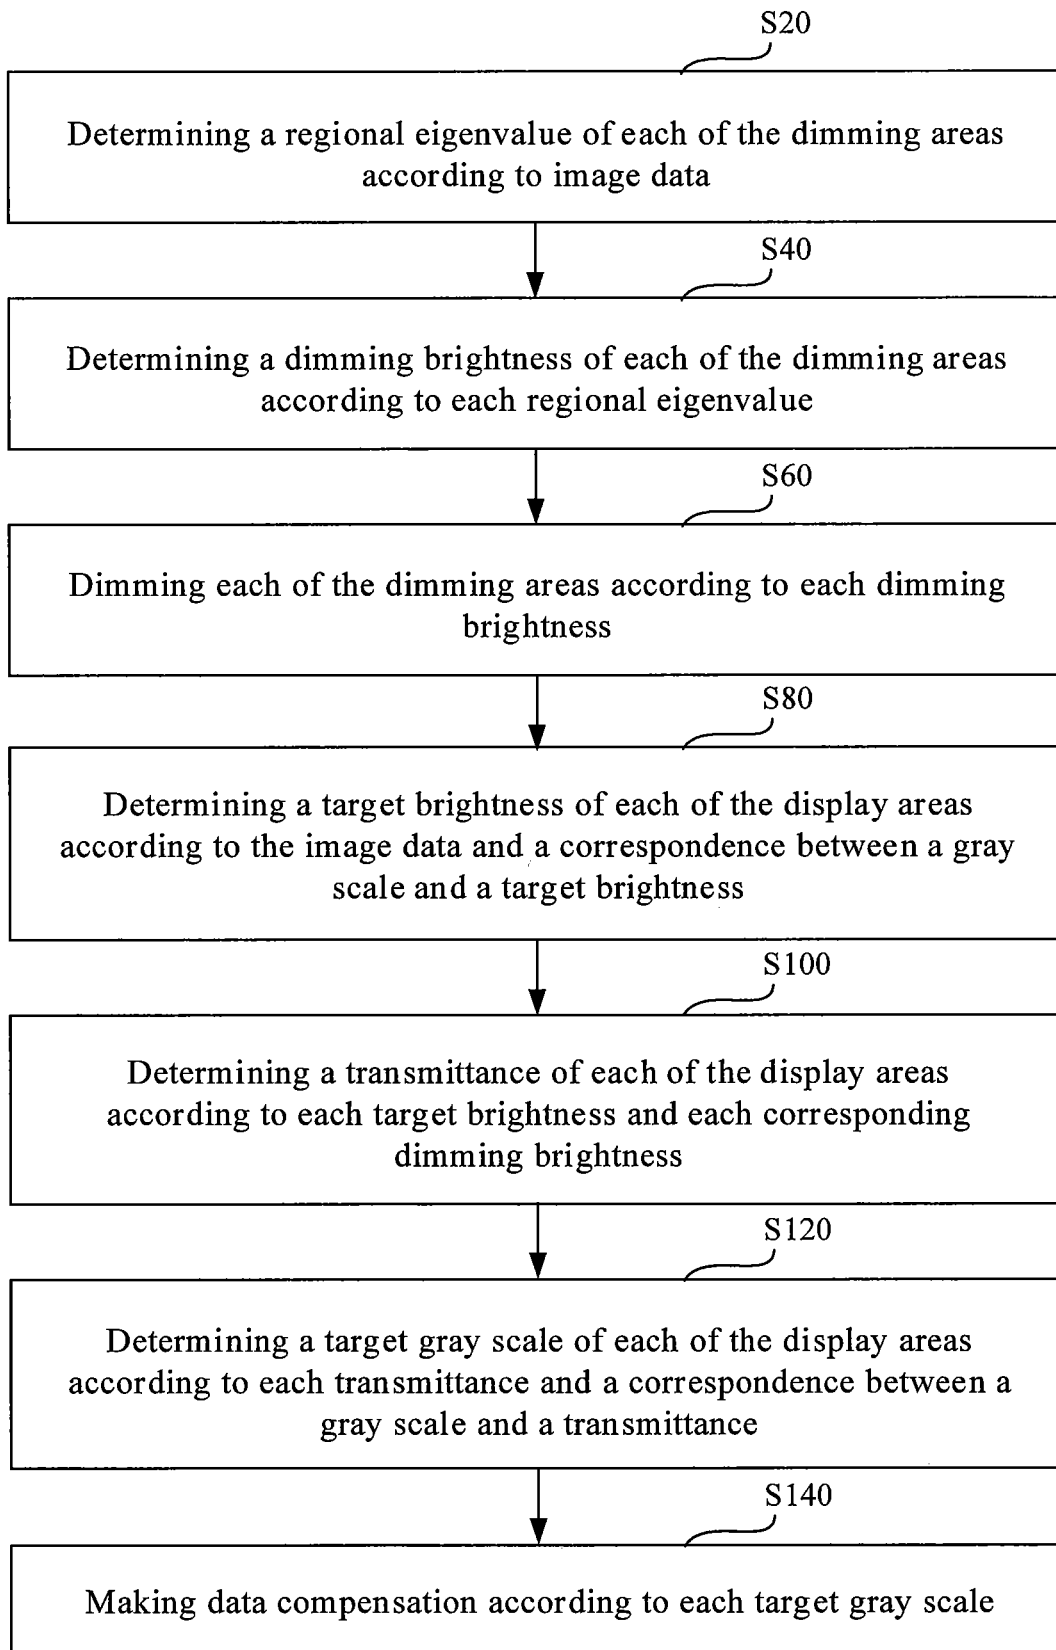 S20
Determining a regional eigenvalue of each of the dimming areas
according to image data
S40
Determining a dimming brightness of each of the dimming areas
according to each regional eigenvalue
S60
Dimming each of the dimming areas according to each dimming
brightness
S80
Determining a target brightness of each of the display areas
according to the image data and a correspondence between a gray
scale and a target brightness
S100
Determining a transmittance of each of the display areas
according to each target brightness and each corresponding
dimming brightness
S120
Determining a target gray scale of each of the display areas
according to each transmittance and a correspondence between a
gray scale and a transmittance
S140
Making data compensation according to each target gray scale